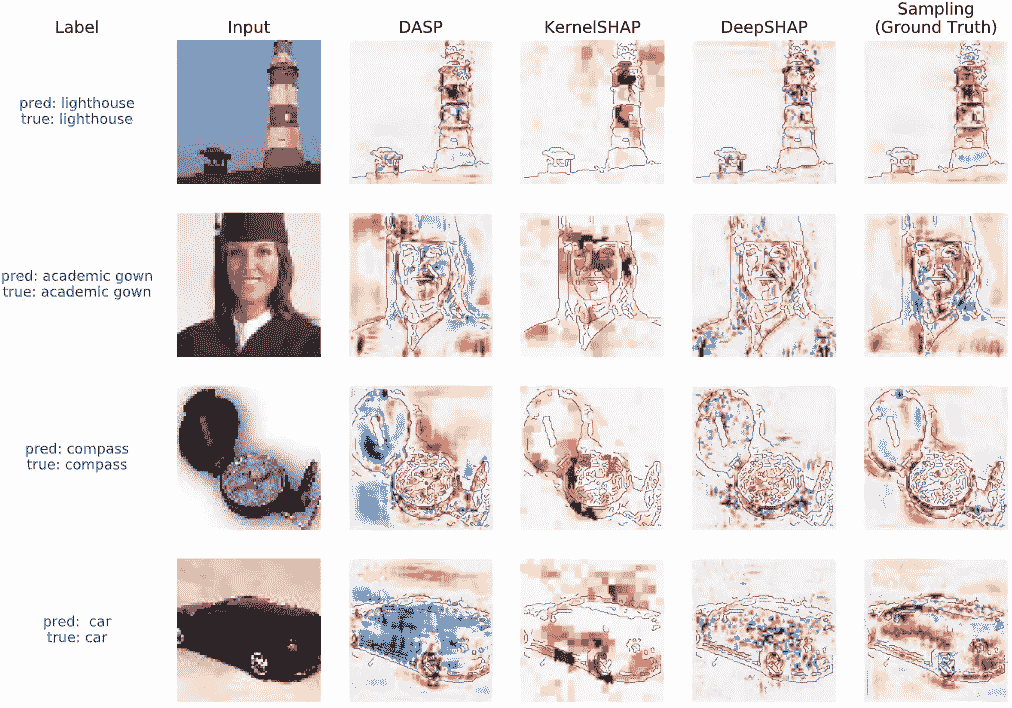 Label
Input
DASP
KernelSHAP
DeepSHAP
Sampling
(Ground Truth)
pred: lighthouse
true: lighthouse
pred: academic gown
true: academic gown
pred: compass
true: compass
pred:  car
true: car